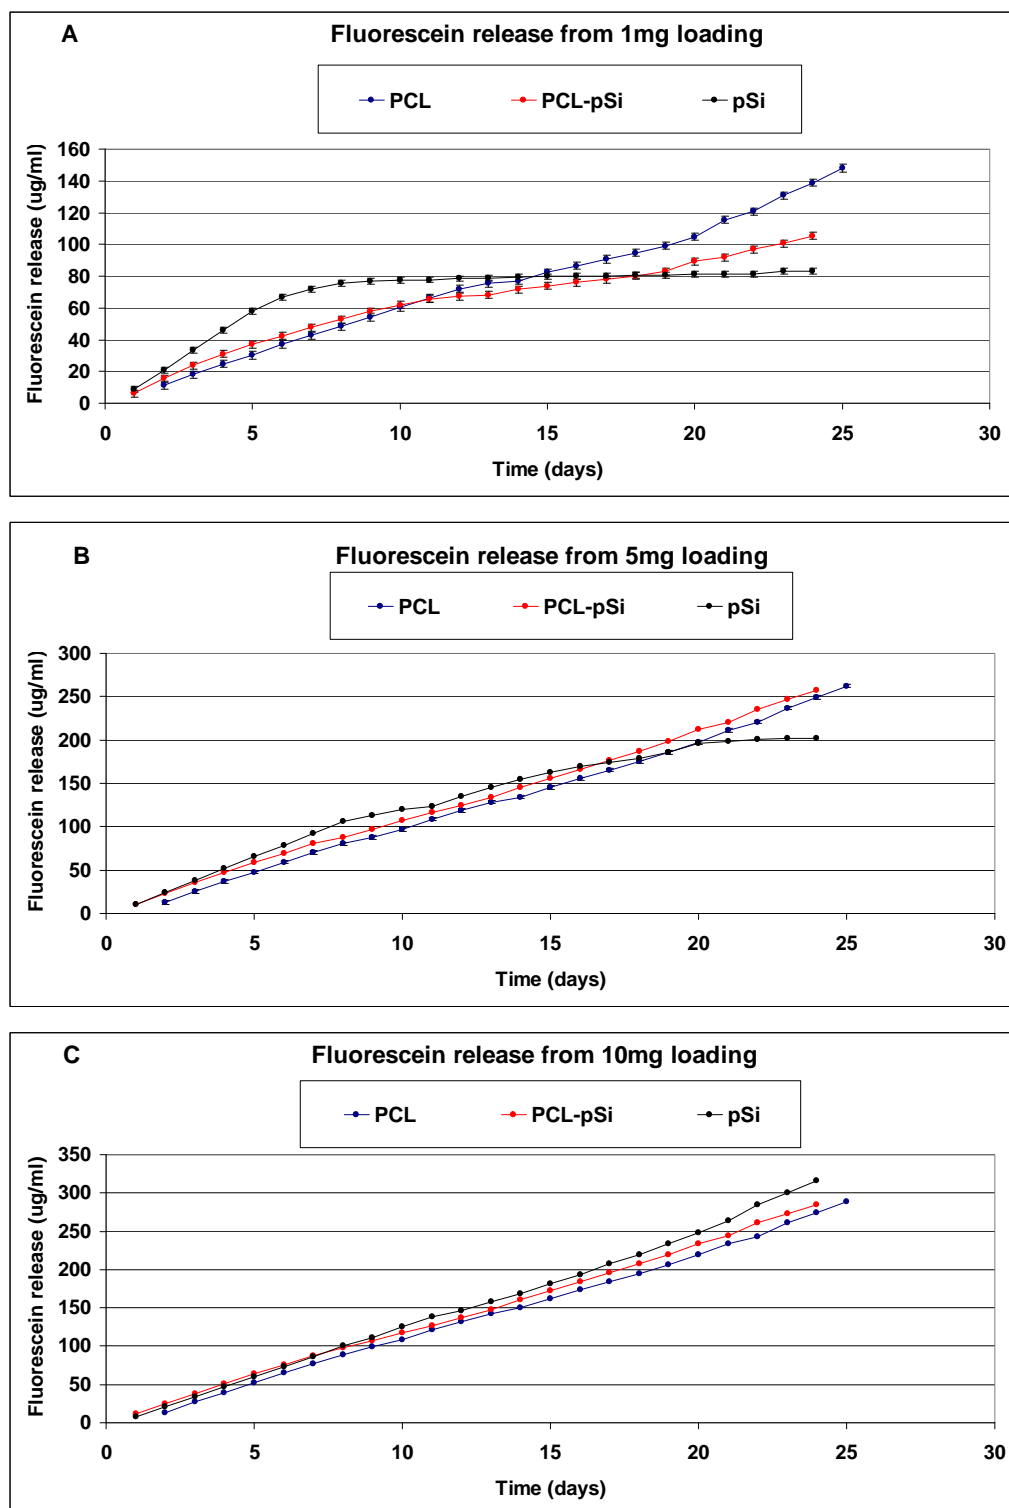 A Fluorescein release from 1mg loading
PCL PCL-pSi pSi
Fluorescein release (ug/ml)
160
140
120
100
80
60
40
20
0
0 5 10 15 20 25 30
Time (days)
B Fluorescein release from 5mg loading
PCL PCL-pSi pSi
Fluorescein release (ug/ml)
300
250
200
150
100
50
0
0 5 10 15 20 25 30
Time (days)
C Fluorescein release from 10mg loading
PCL PCL-pSi pSi
Fluorescein release (ug/ml)
350
300
250
200
150
100
50
0
0 5 10 15 20 25 30
Time (days)